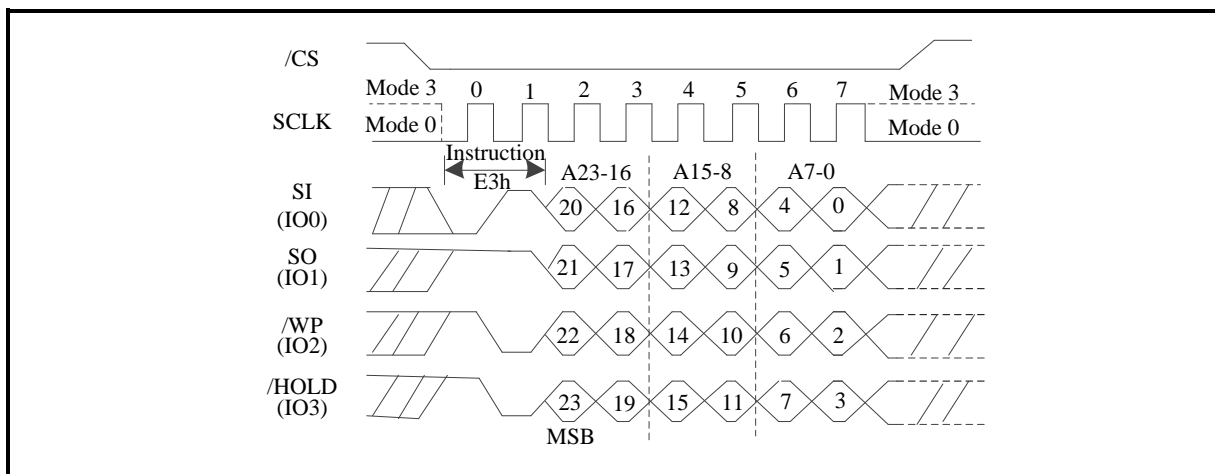 /CS
Mode 3 0 1 2 3 4 5 6 7 Mode 3
SCLK Mode 0 Mode 0
Instruction
E3h A23-16 A15-8 A7-0
SI
(IO0) 20 16 12 8 4 0
SO
(IO1) 21 17 13 9 5 1
/WP
(IO2) 22 18 14 10 6 2
/HOLD
(IO3) 23 19 15 11 7 3
MSB